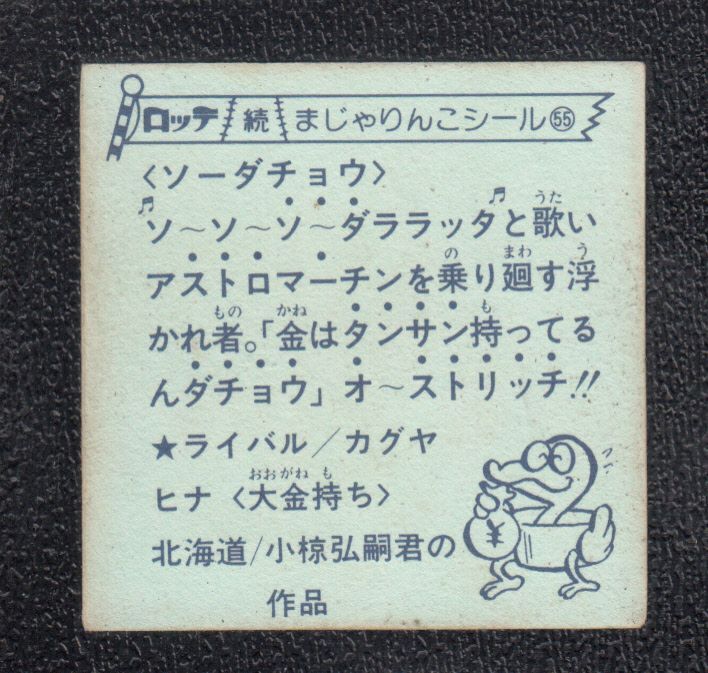 ロッテ 続 まじゃりんこシール 55
〈ソーダチョウ〉
♬ソ〜ソ〜ソ〜ダララッタ♬と歌い
アストロマーチンを乗り廻す浮
かれ者。「金はタンサン持ってる
んダチョウ」オ〜ストリッチ!!
★ライバル/カグヤ
ヒナ〈大金持ち〉
北海道/小椋弘嗣君の
作品
¥